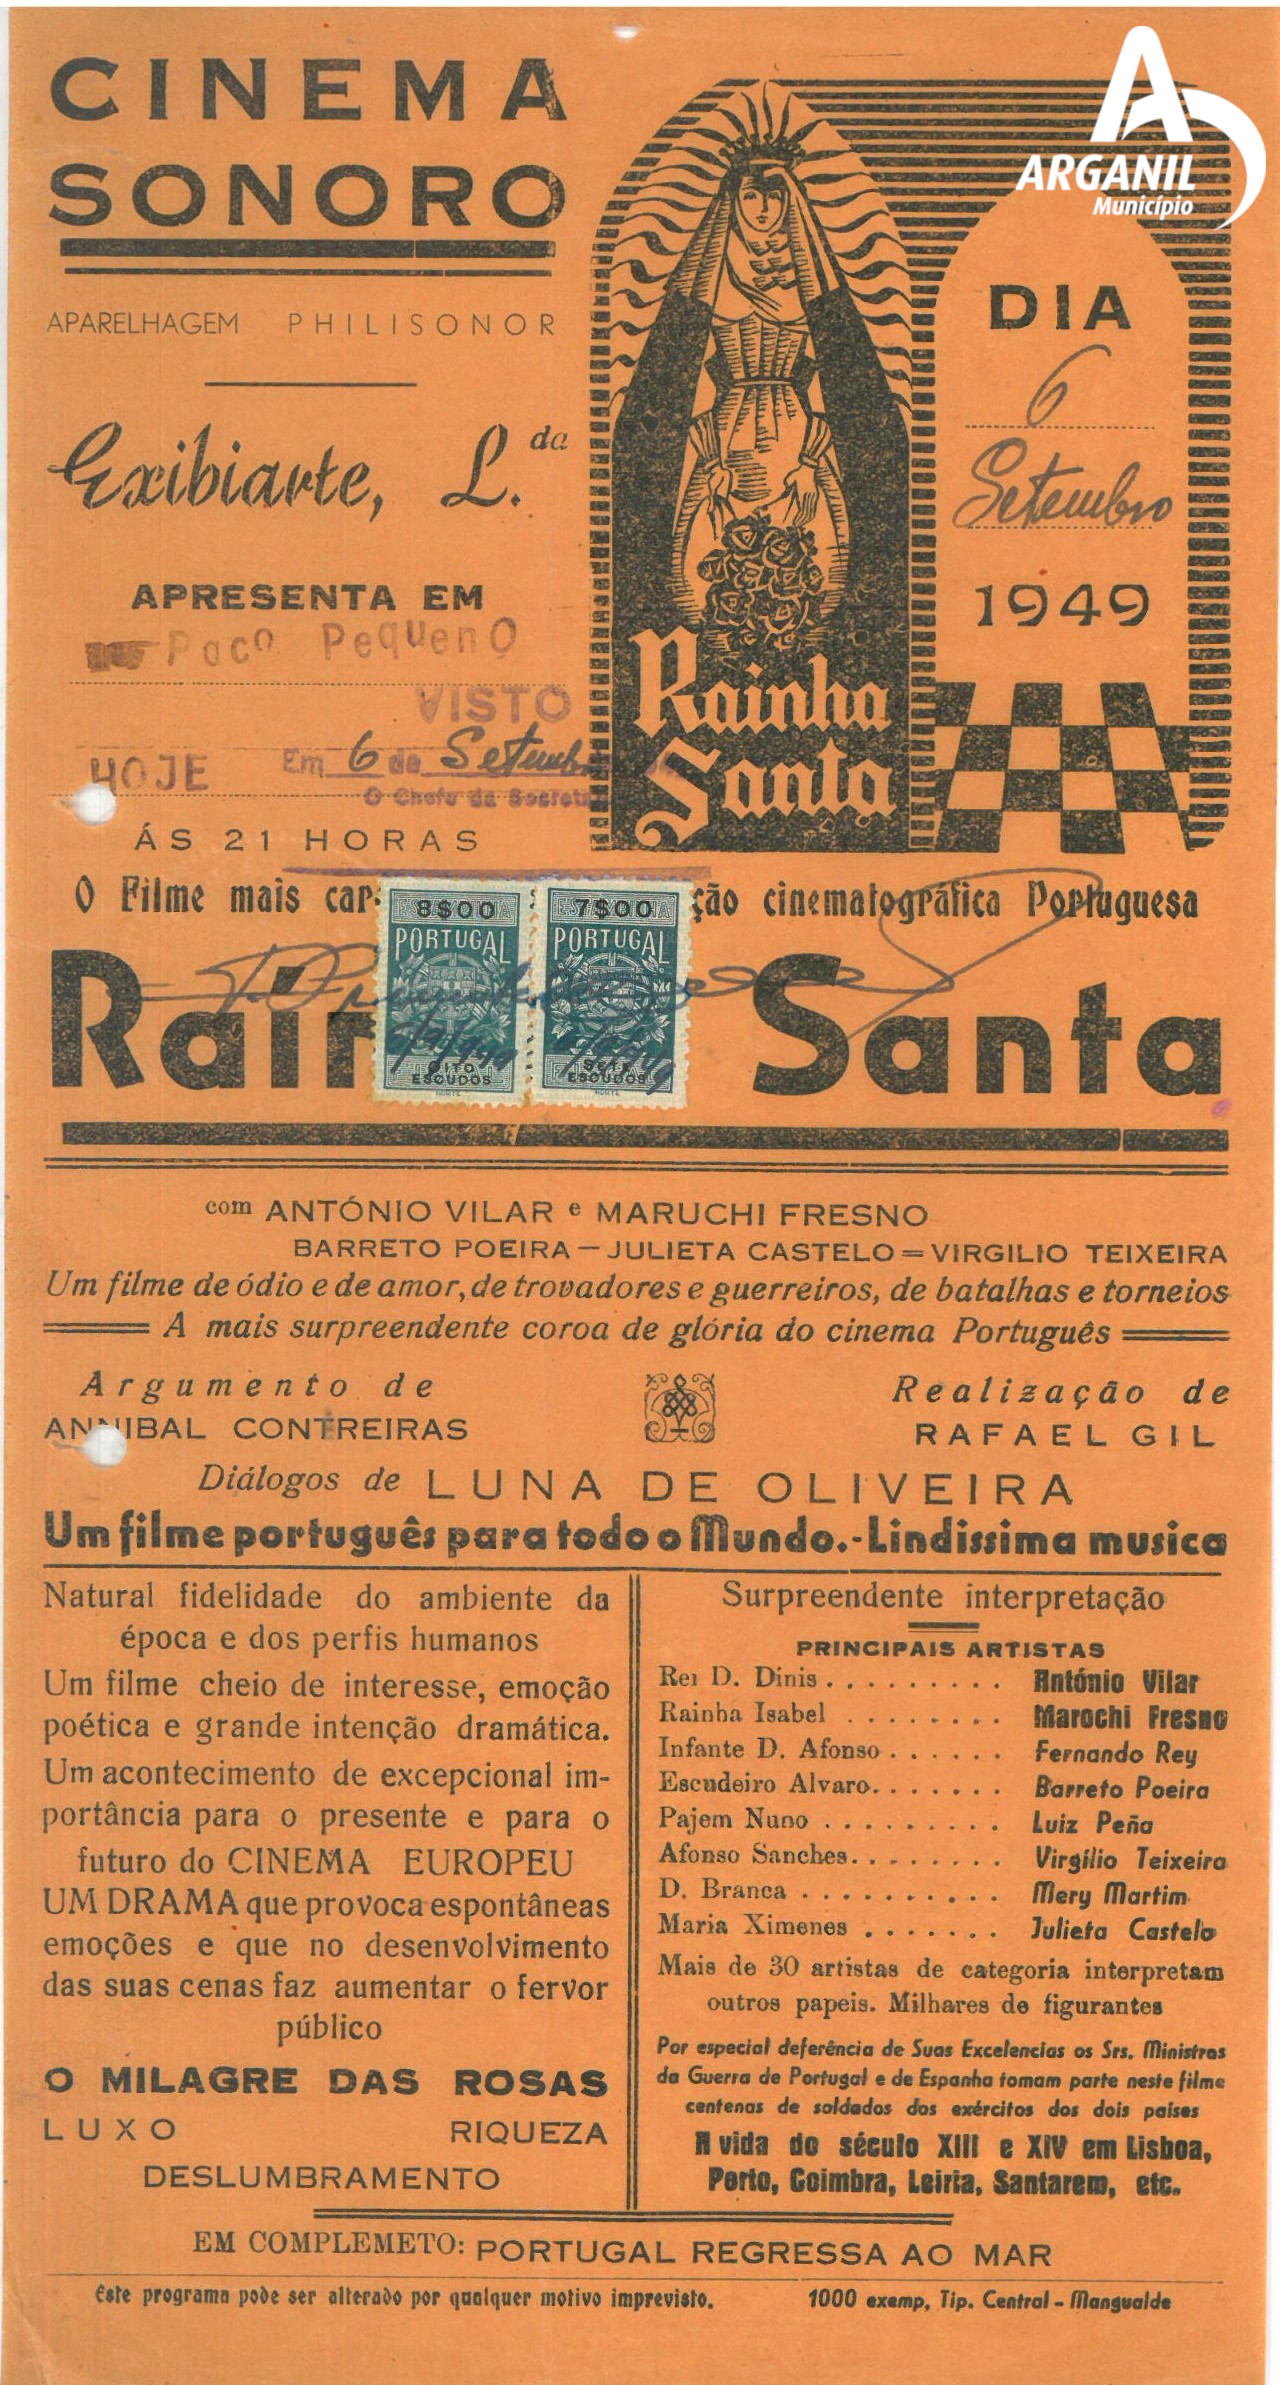 CINEMA
SONORO
APARELHAGEM PHILISONOR
Exibiarte, L.da
APRESENTA EM
Poco Pequeno
VISTO
HOJE
Em 6 de Setembr
O Chefe da Secret
ÁS 21 HORAS
ARGANIL
Município
DIA
6
Setembro
1949
Rainha
Santa
O Filme mais car ção cinematográfica Portuguesa
8$00
PORTUGAL
OITO
ESCUDOS
7$00
PORTUGAL
SETE
ESCUDOS
Rain Santa
com ANTÓNIO VILAR e MARUCHI FRESNO
BARRETO POEIRA — JULIETA CASTELO = VIRGILIO TEIXEIRA
Um filme de ódio e de amor, de trovadores e guerreiros, de batalhas e torneios
A mais surpreendente coroa de glória do cinema Português
Argumento de
ANNIBAL CONTREIRAS
Realização de
RAFAEL GIL
Diálogos de LUNA DE OLIVEIRA
Um filme português para todo o Mundo.-Lindissima musica
Natural fidelidade do ambiente da
época e dos perfis humanos
Um filme cheio de interesse, emoção
poética e grande intenção dramática.
Um acontecimento de excepcional im-
portância para o presente e para o
futuro do CINEMA EUROPEU
UM DRAMA que provoca espontâneas
emoções e que no desenvolvimento
das suas cenas faz aumentar o fervor
público
O MILAGRE DAS ROSAS
LUXO RIQUEZA
DESLUMBRAMENTO
Surpreendente interpretação
PRINCIPAIS ARTISTAS
Rei D. Dinis . . . . . . . . . António Vilar
Rainha Isabel . . . . . . . . Marochi Fresno
Infante D. Afonso . . . . . . Fernando Rey
Escudeiro Alvaro. . . . . . . Barreto Poeira
Pajem Nuno . . . . . . . . . Luiz Peña
Afonso Sanches. . . . . . . . Virgílio Teixeira
D. Branca . . . . . . . . . . Mery Martim
Maria Ximenes . . . . . . . Julieta Castelo
Mais de 30 artistas de categoria interpretam
outros papeis. Milhares de figurantes
Por especial deferência de Suas Excelencias os Srs. Ministros
da Guerra de Portugal e de Espanha tomam parte neste filme
centenas de soldados dos exércitos dos dois países
A vida do século XIII e XIV em Lisboa,
Porto, Coimbra, Leiria, Santarem, etc.
EM COMPLEMETO: PORTUGAL REGRESSA AO MAR
Este programa pode ser alterado por qualquer motivo imprevisto.
1000 exemp, Tip. Central - Mangualde